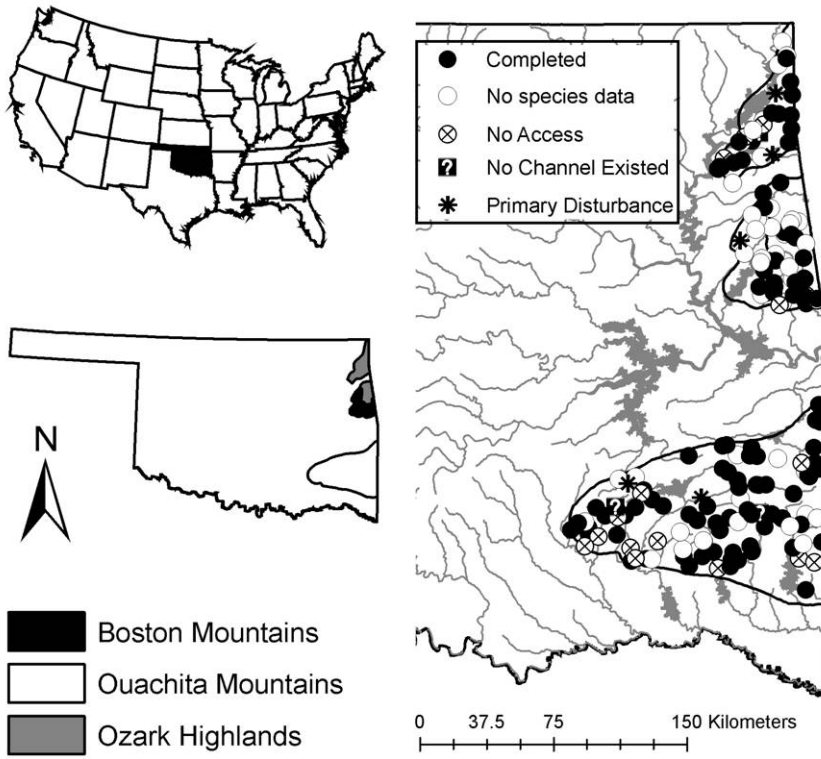 Completed
No species data
No Access
? No Channel Existed
Primary Disturbance
?
N
Boston Mountains
Ouachita Mountains
Ozark Highlands
0 37.5 75 150 Kilometers